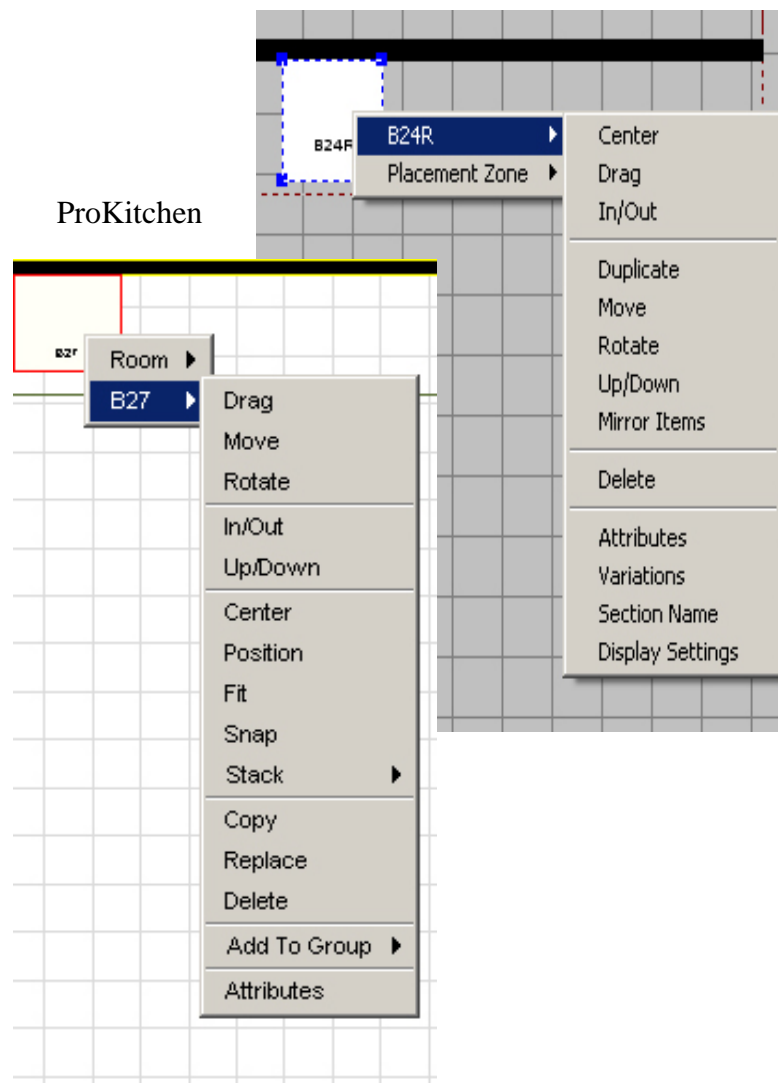 B24R
B24R
Placement Zone
Center
Drag
In/Out
Duplicate
Move
Rotate
Up/Down
Mirror Items
Delete
Attributes
Variations
Section Name
Display Settings
ProKitchen
B27
Room
B27
Drag
Move
Rotate
In/Out
Up/Down
Center
Position
Fit
Snap
Stack
Copy
Replace
Delete
Add To Group
Attributes